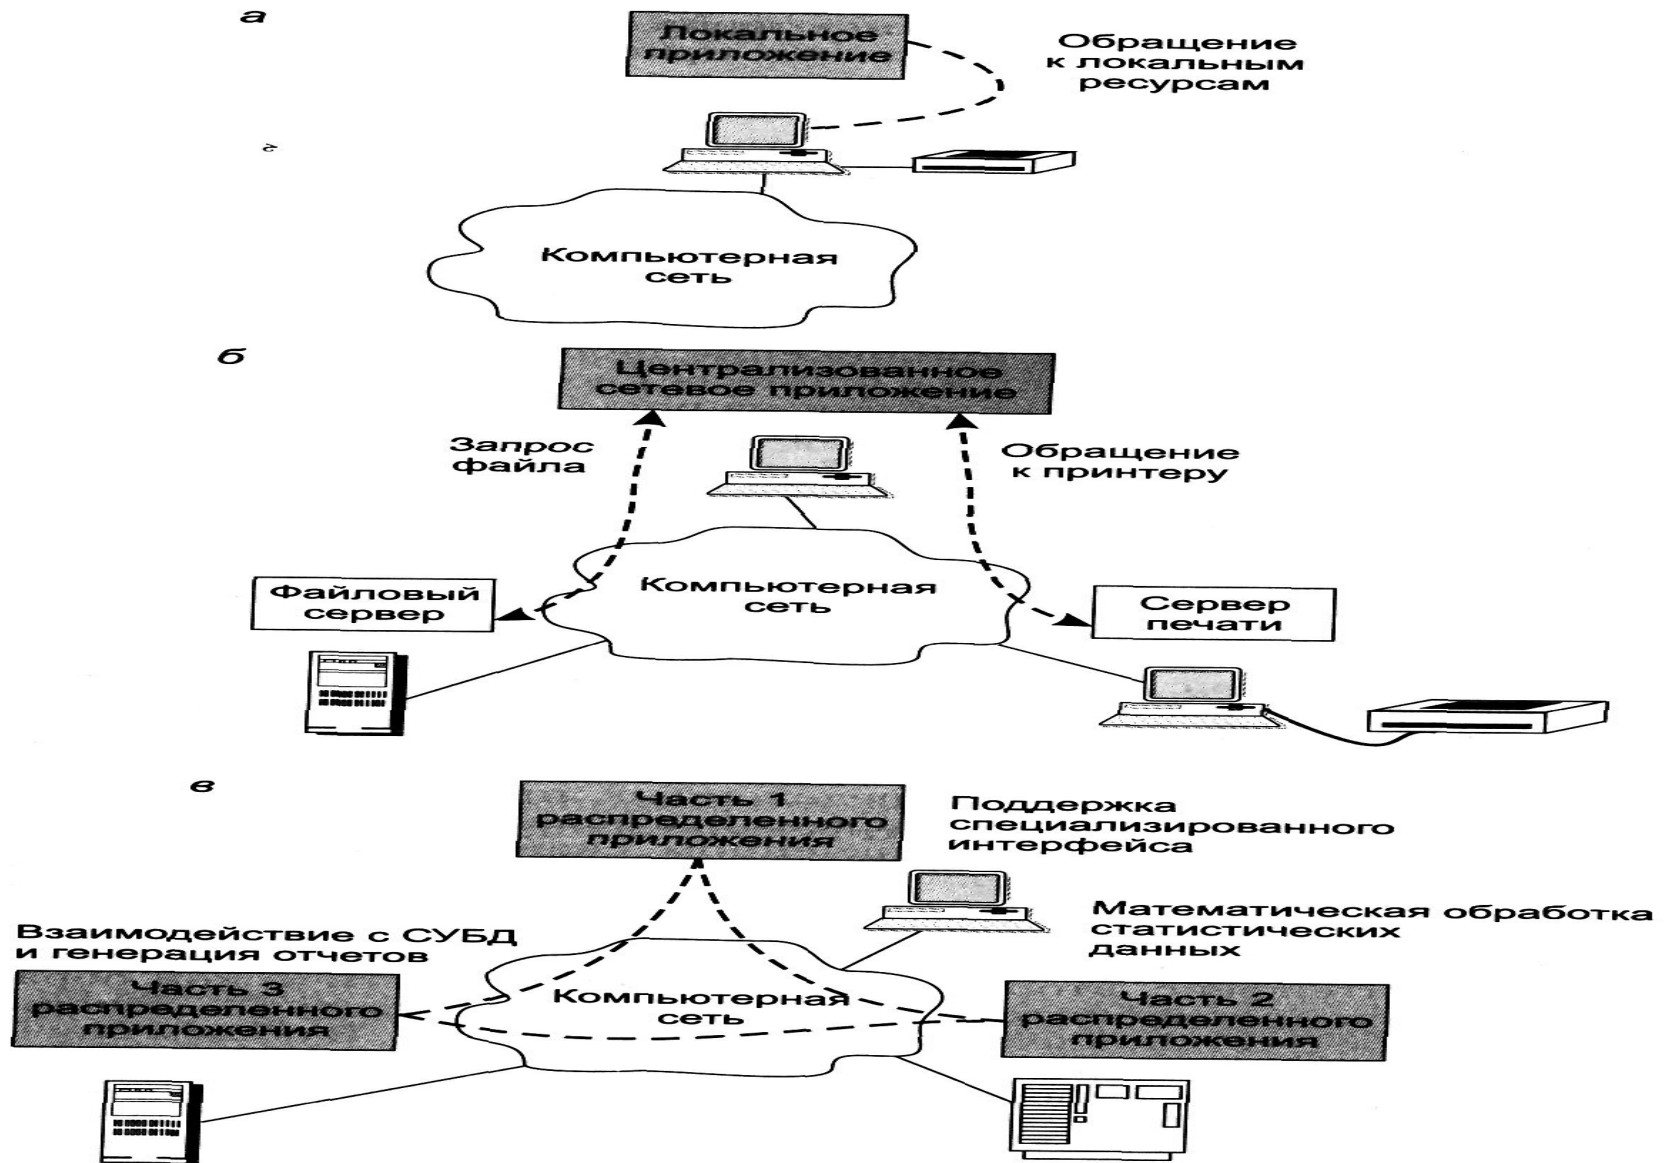 а
Локальное
приложение
Обращение
к локальным
ресурсам
Компьютерная
сеть
б
Централизованное
сетевое приложение
Запрос
файла
Обращение
к принтеру
Файловый
сервер
Компьютерная
сеть
Сервер
печати
в
Часть 1
распределенного
приложения
Поддержка
специализированного
интерфейса
Взаимодействие с СУБД
и генерация отчетов
Математическая обработка
статистических
данных
Часть 3
распределенного
приложения
Компьютерная
сеть
Часть 2
распределенного
приложения